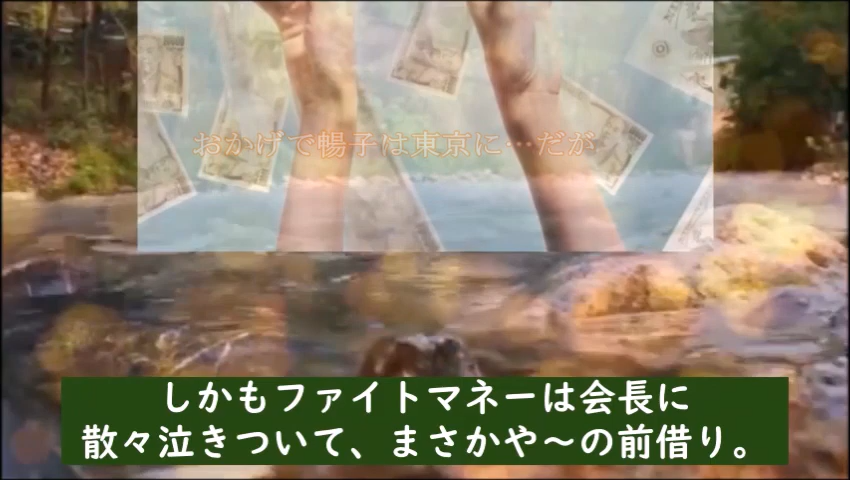 おかげで暢子は東京に…だが
しかもファイトマネーは会長に
散々泣きついて、まさかや～の前借り。